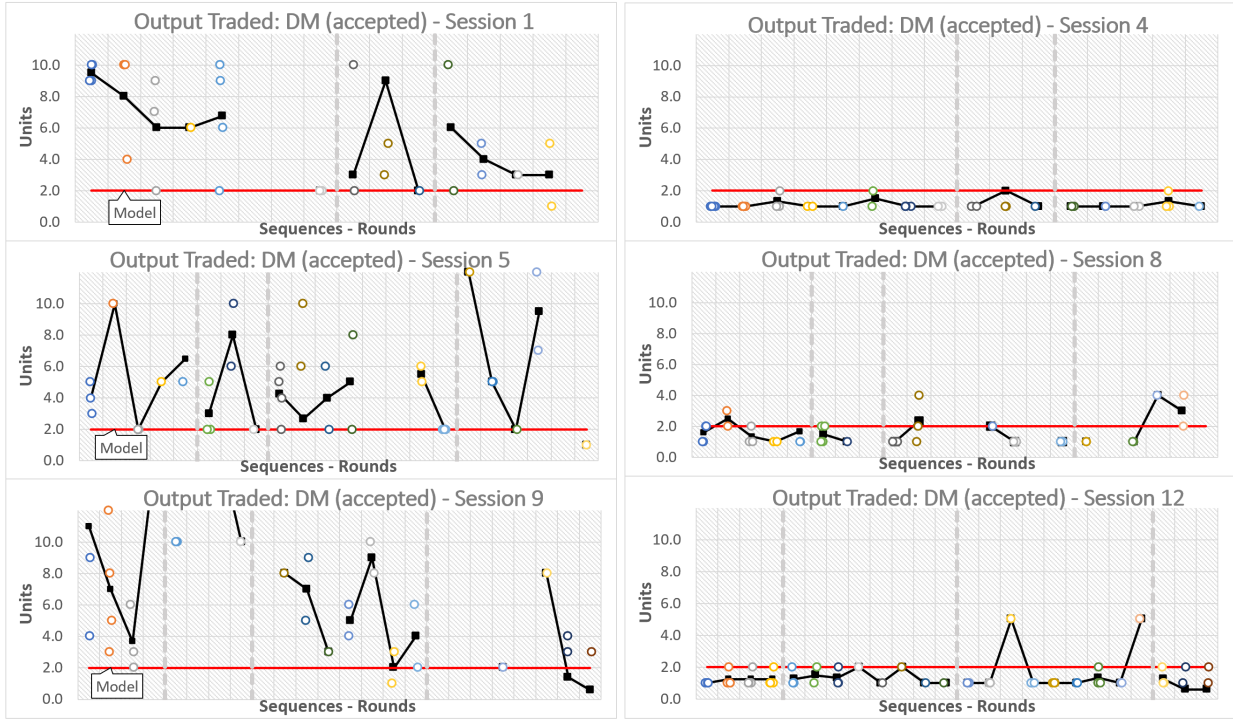 Output Traded: DM (accepted) - Session 1
Units
10.0
8.0
6.0
4.0
2.0
0.0
Model
Sequences - Rounds
Output Traded: DM (accepted) - Session 4
Units
10.0
8.0
6.0
4.0
2.0
0.0
Sequences - Rounds
Output Traded: DM (accepted) - Session 5
Units
10.0
8.0
6.0
4.0
2.0
0.0
Model
Sequences - Rounds
Output Traded: DM (accepted) - Session 8
Units
10.0
8.0
6.0
4.0
2.0
0.0
Sequences - Rounds
Output Traded: DM (accepted) - Session 9
Units
10.0
8.0
6.0
4.0
2.0
0.0
Model
Sequences - Rounds
Output Traded: DM (accepted) - Session 12
Units
10.0
8.0
6.0
4.0
2.0
0.0
Sequences - Rounds